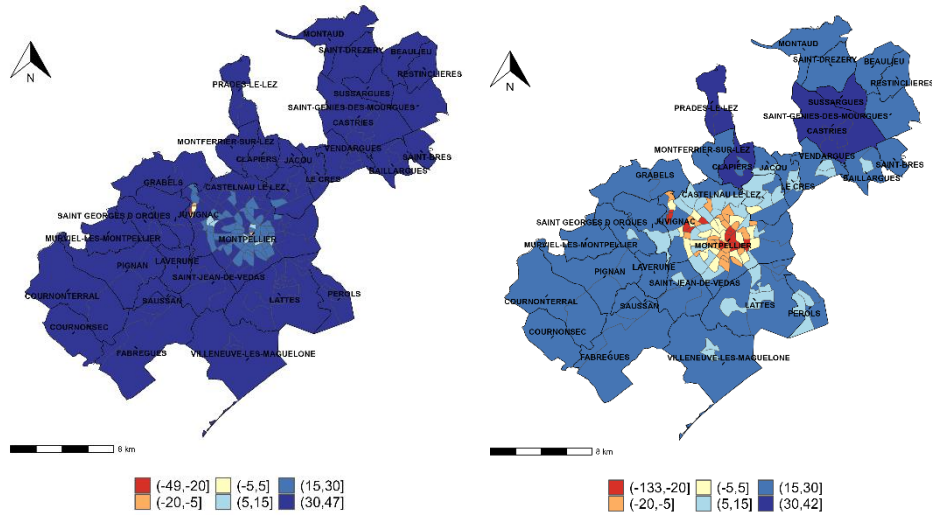 MONTAUD
SAINT-DREZERY
BEAULIEU
RESTINCLIERES
PRADES-LE-LEZ
SUSSARGUES
SAINT-GENIES-DES-MOURGUES
CASTRIES
MONTFERRIER-SUR-LEZ
VENDARGUES
CLAPIERS
JACOU
SAINT-BRES
BAILLARGUES
GRABELS
CASTELNAU LE-LEZ
LE CRES
SAINT GEORGES D ORQUES
JUVIGNAC
MURVIEL-LES-MONTPELLIER
MONTPELLIER
PIGNAN
LAVERUNE
SAINT-JEAN-DE-VEDAS
COURNONTERRAL
SAUSSAN
LATTES
PEROLS
COURNONSEC
FABREGUES
VILLENEUVE-LES-MAGUELONE
N
8 km
(-49,-20] (-5,5] (15,30]
(-20,-5] (5,15] (30,47]
MONTAUD
SAINT-DREZERY
BEAULIEU
RESTINCLIERES
PRADES-LE-LEZ
SUSSARGUES
SAINT-GENIES-DES-MOURGUES
CASTRIES
MONTFERRIER-SUR-LEZ
VENDARGUES
CLAPIERS
JACOU
SAINT-BRES
BAILLARGUES
GRABELS
CASTELNAU LE-LEZ
LE CRES
SAINT GEORGES D ORQUES
JUVIGNAC
MURVIEL-LES-MONTPELLIER
MONTPELLIER
PIGNAN
LAVERUNE
SAINT-JEAN-DE-VEDAS
COURNONTERRAL
SAUSSAN
LATTES
PEROLS
COURNONSEC
FABREGUES
VILLENEUVE-LES-MAGUELONE
N
8 km
(-133,-20] (-5,5] (15,30]
(-20,-5] (5,15] (30,42]